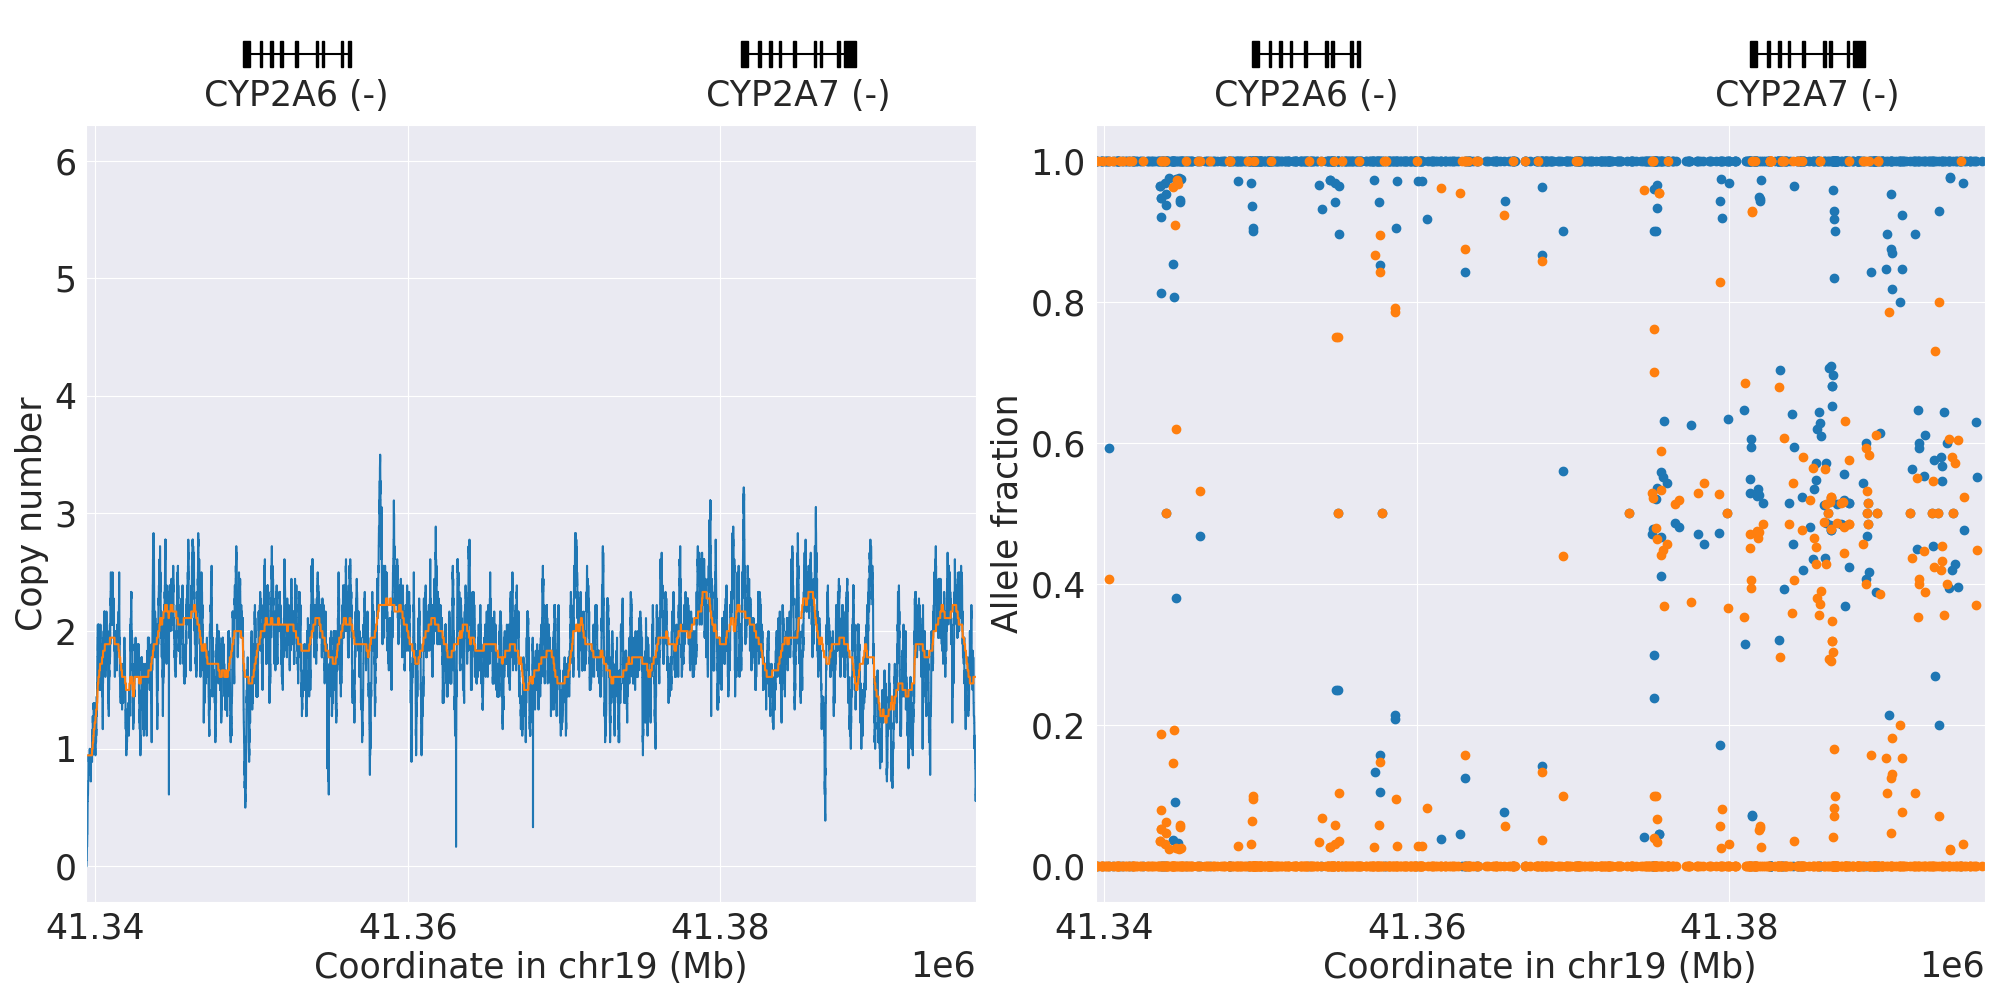 CYP2A6 (-) CYP2A7 (-)
6
5
4
3
2
1
0
Copy number
41.34 41.36 41.38
Coordinate in chr19 (Mb) 1e6
CYP2A6 (-) CYP2A7 (-)
1.0
0.8
0.6
0.4
0.2
0.0
Allele fraction
41.34 41.36 41.38
Coordinate in chr19 (Mb) 1e6